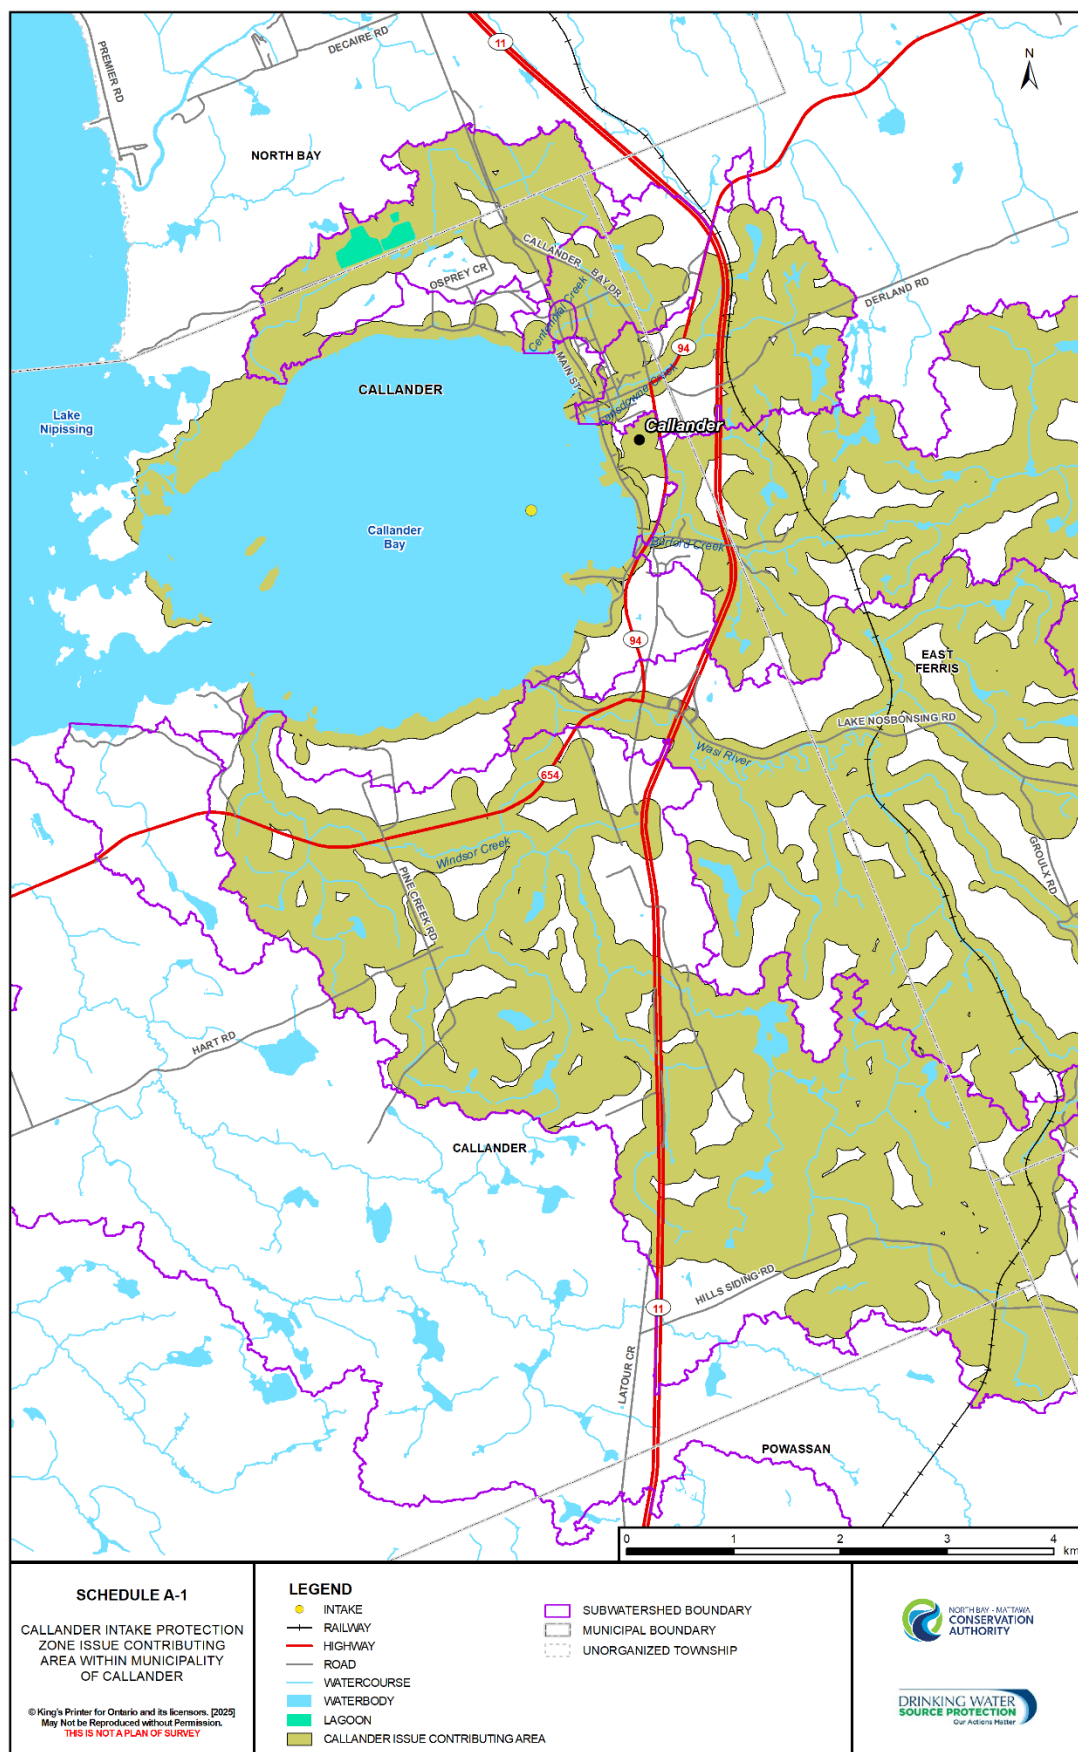 11
DECAIRE RD
PREMIER RD
N
NORTH BAY
CALLANDER BAY DR
OSPREY CR
DERLAND RD
Centennial Creek
94
MAIN ST
CALLANDER
Lansdowne Creek
Lake
Nipissing
Callander
Callander
Bay
Burford Creek
94
EAST
FERRIS
LAKE NOSBONSING RD
Wasi River
654
Windsor Creek
GROULX RD
PINE CREEK RD
HART RD
CALLANDER
HILLS SIDING RD
11
LATOUR CR
POWASSAN
0 1 2 3 4
km
SCHEDULE A-1
CALLANDER INTAKE PROTECTION
ZONE ISSUE CONTRIBUTING
AREA WITHIN MUNICIPALITY
OF CALLANDER
© King's Printer for Ontario and its licensors. [2025]
May Not be Reproduced without Permission.
THIS IS NOT A PLAN OF SURVEY
LEGEND
INTAKE
RAILWAY
HIGHWAY
ROAD
WATERCOURSE
WATERBODY
LAGOON
CALLANDER ISSUE CONTRIBUTING AREA
SUBWATERSHED BOUNDARY
MUNICIPAL BOUNDARY
UNORGANIZED TOWNSHIP
NORTH BAY - MATTAWA
CONSERVATION
AUTHORITY
DRINKING WATER
SOURCE PROTECTION
Our Actions Matter